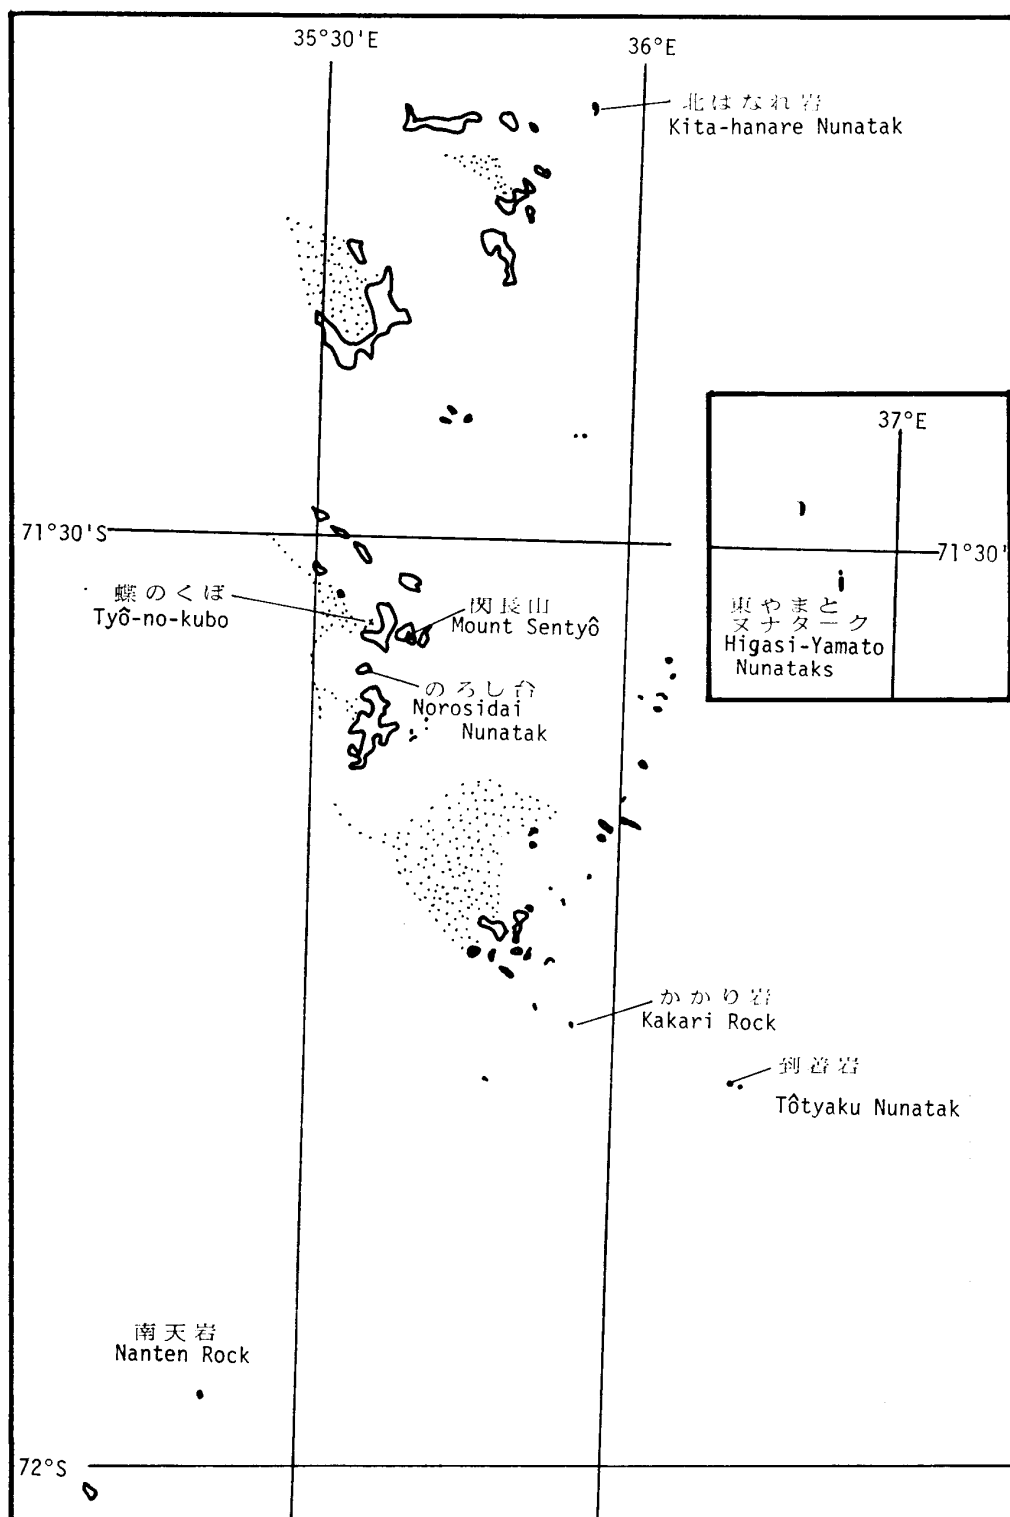 35°30'E
36°E
北はなれ岩
Kita-hanare Nunatak
37°E
71°30'S
71°30'
蝶のくぼ
Tyô-no-kubo
関長山
Mount Sentyô
東やまと
ヌナターク
Higasi-Yamato
Nunataks
のろし台
Norosidai
Nunatak
かかり岩
Kakari Rock
到着岩
Tôtyaku Nunatak
南天岩
Nanten Rock
72°S